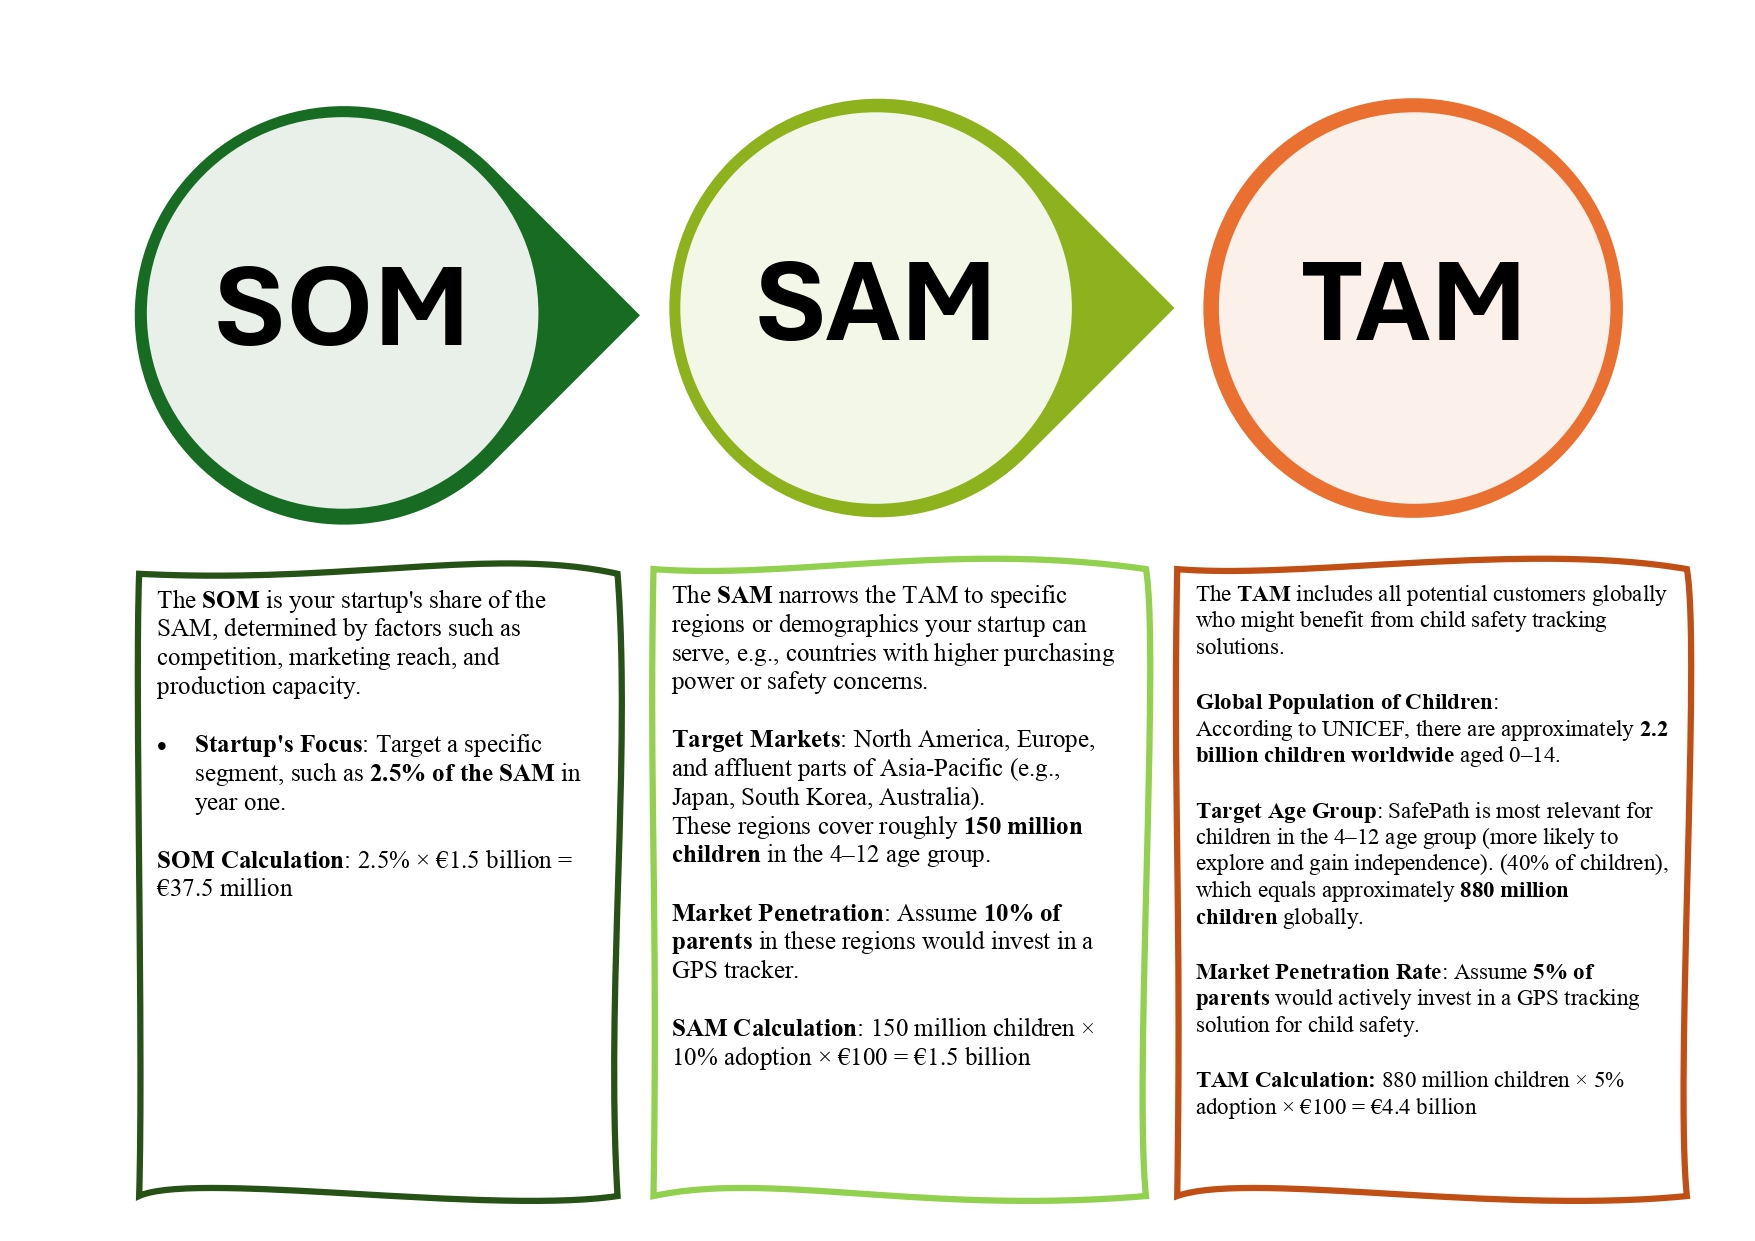 SOM
SAM
TAM
The SOM is your startup's share of the
SAM, determined by factors such as
competition, marketing reach, and
production capacity.
• Startup's Focus: Target a specific
segment, such as 2.5% of the SAM in
year one.
SOM Calculation: 2.5% × €1.5 billion =
€37.5 million
The SAM narrows the TAM to specific
regions or demographics your startup can
serve, e.g., countries with higher purchasing
power or safety concerns.
Target Markets: North America, Europe,
and affluent parts of Asia-Pacific (e.g.,
Japan, South Korea, Australia).
These regions cover roughly 150 million
children in the 4–12 age group.
Market Penetration: Assume 10% of
parents in these regions would invest in a
GPS tracker.
SAM Calculation: 150 million children ×
10% adoption × €100 = €1.5 billion
The TAM includes all potential customers globally
who might benefit from child safety tracking
solutions.
Global Population of Children:
According to UNICEF, there are approximately 2.2
billion children worldwide aged 0–14.
Target Age Group: SafePath is most relevant for
children in the 4–12 age group (more likely to
explore and gain independence). (40% of children),
which equals approximately 880 million
children globally.
Market Penetration Rate: Assume 5% of
parents would actively invest in a GPS tracking
solution for child safety.
TAM Calculation: 880 million children × 5%
adoption × €100 = €4.4 billion